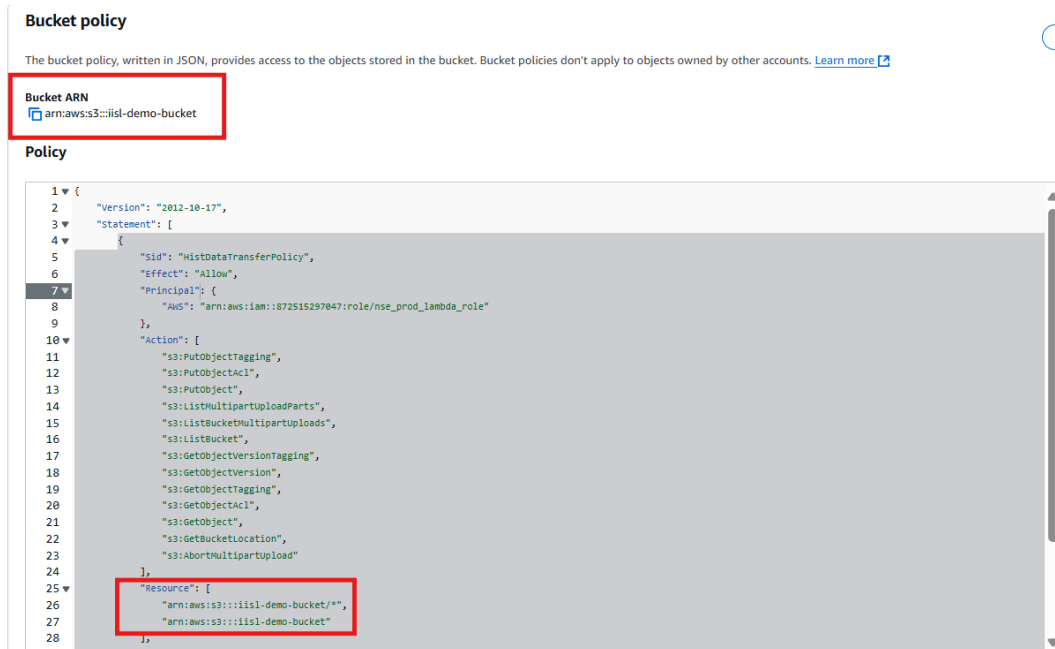 Bucket policy
The bucket policy, written in JSON, provides access to the objects stored in the bucket. Bucket policies don't apply to objects owned by other accounts. Learn more
Bucket ARN
arn:aws:s3:::iisl-demo-bucket
Policy
1 {
2 "Version": "2012-10-17",
3 "Statement": [
4 {
5 "Sid": "HistDataTransferPolicy",
6 "Effect": "Allow",
7 "Principal": {
8 "AWS": "arn:aws:iam::872515297047:role/nse_prod_lambda_role"
9 },
10 "Action": [
11 "s3:PutObjectTagging",
12 "s3:PutObjectAcl",
13 "s3:PutObject",
14 "s3:ListMultipartUploadParts",
15 "s3:ListBucketMultipartUploads",
16 "s3:ListBucket",
17 "s3:GetObjectVersionTagging",
18 "s3:GetObjectVersion",
19 "s3:GetObjectTagging",
20 "s3:GetObjectAcl",
21 "s3:GetObject",
22 "s3:GetBucketLocation",
23 "s3:AbortMultipartUpload"
24 ],
25 "Resource": [
26 "arn:aws:s3:::iisl-demo-bucket/*",
27 "arn:aws:s3:::iisl-demo-bucket"
28 ],